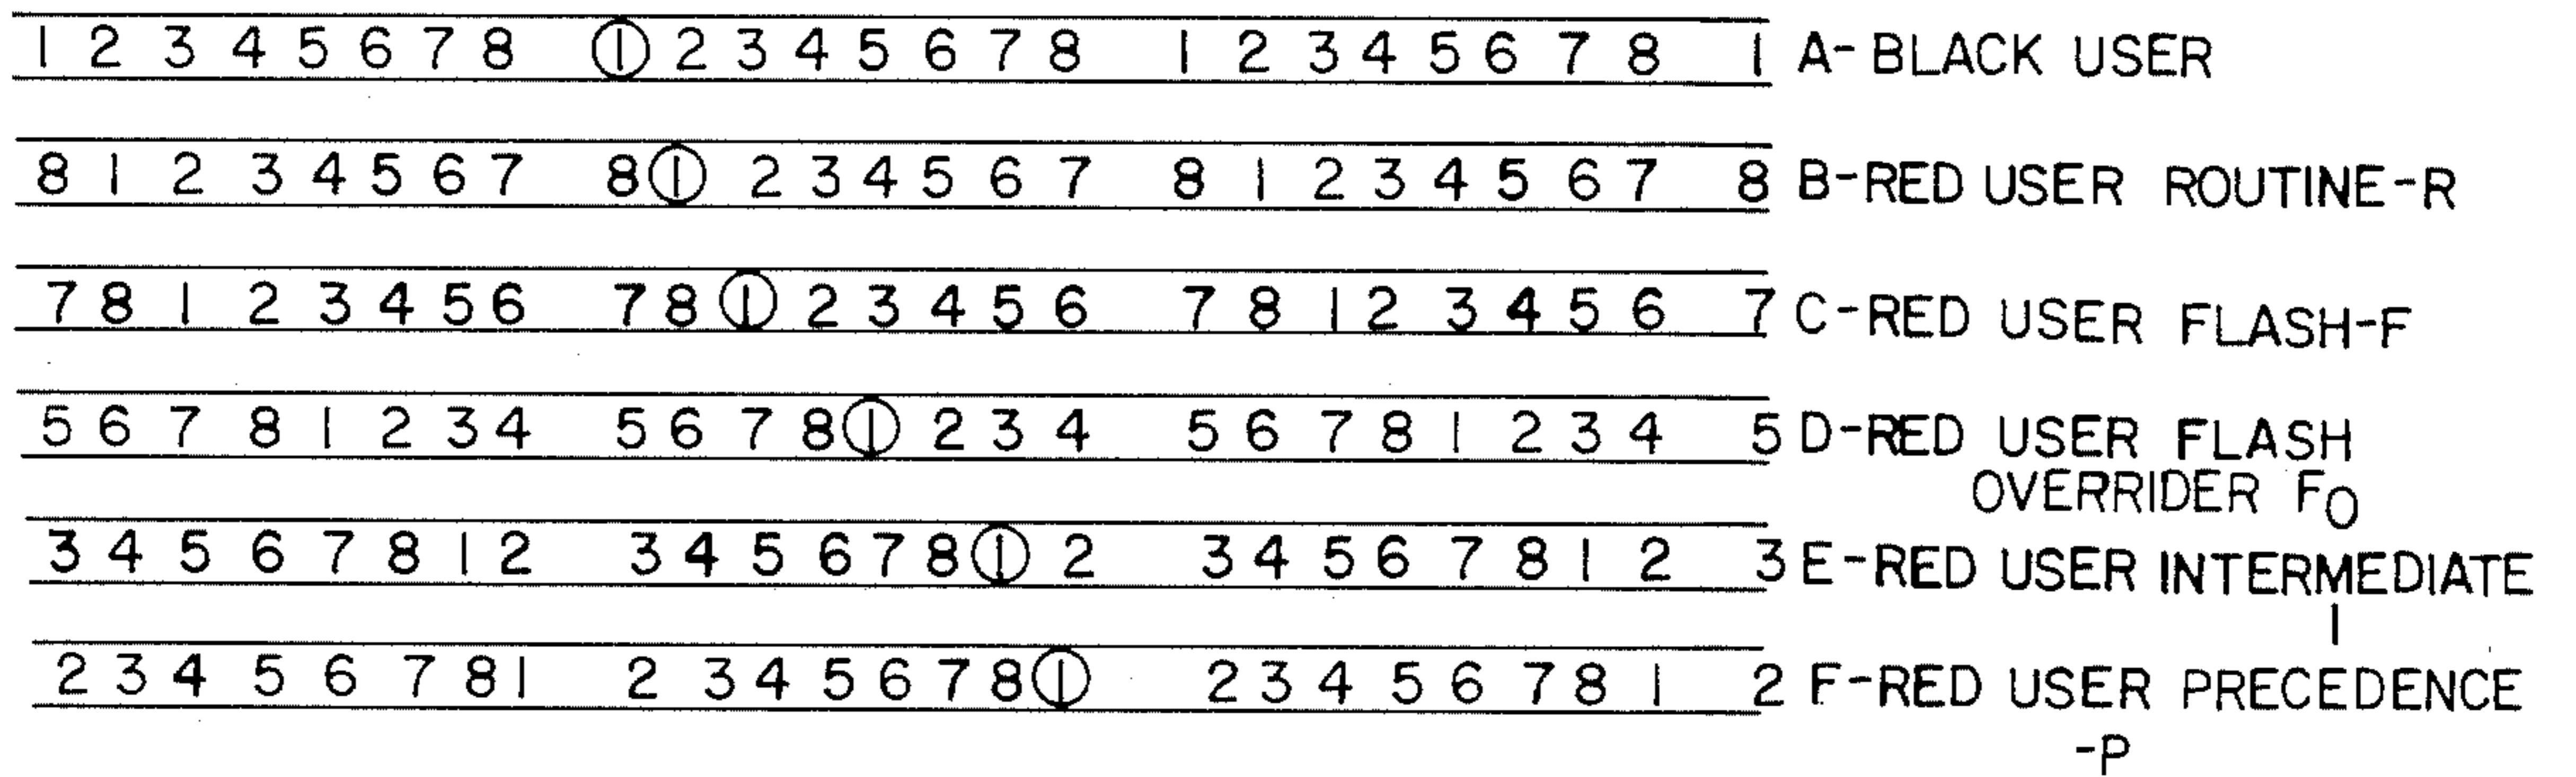 1 2 3 4 5 6 7 8 1 2 3 4 5 6 7 8 1 2 3 4 5 6 7 8 1 A-BLACK USER
8 1 2 3 4 5 6 7 8 1 2 3 4 5 6 7 8 1 2 3 4 5 6 7 8 B-RED USER ROUTINE-R
7 8 1 2 3 4 5 6 7 8 1 2 3 4 5 6 7 8 1 2 3 4 5 6 7 C-RED USER FLASH-F
5 6 7 8 1 2 3 4 5 6 7 8 1 2 3 4 5 6 7 8 1 2 3 4 5 D-RED USER FLASH
OVERRIDER FO
3 4 5 6 7 8 1 2 3 4 5 6 7 8 1 2 3 4 5 6 7 8 1 2 3 E-RED USER INTERMEDIATE
I
2 3 4 5 6 7 8 1 2 3 4 5 6 7 8 1 2 3 4 5 6 7 8 1 2 F-RED USER PRECEDENCE
-P